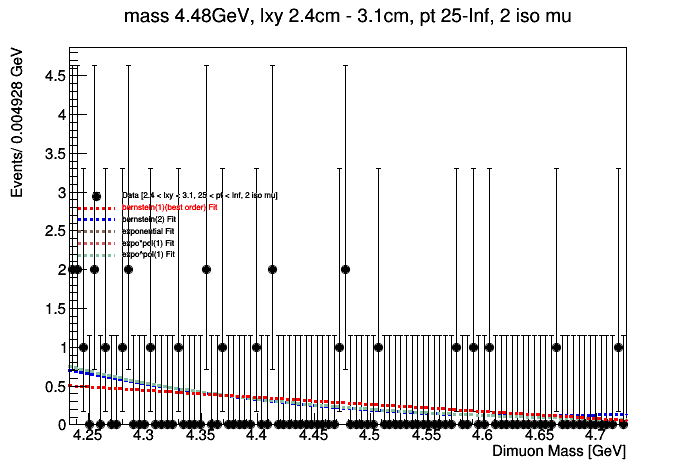 mass 4.48GeV, lxy 2.4cm - 3.1cm, pt 25-Inf, 2 iso mu
Events/ 0.004928 GeV
4.5
4
3.5
3
2.5
2
1.5
1
0.5
0
Data [2.4 < lxy < 3.1, 25 < pt < Inf, 2 iso mu]
bernstein(1)(best order) Fit
bernstein(2) Fit
exponential Fit
expo*pol(1) Fit
expo^pol(1) Fit
4.25 4.3 4.35 4.4 4.45 4.5 4.55 4.6 4.65 4.7
Dimuon Mass [GeV]